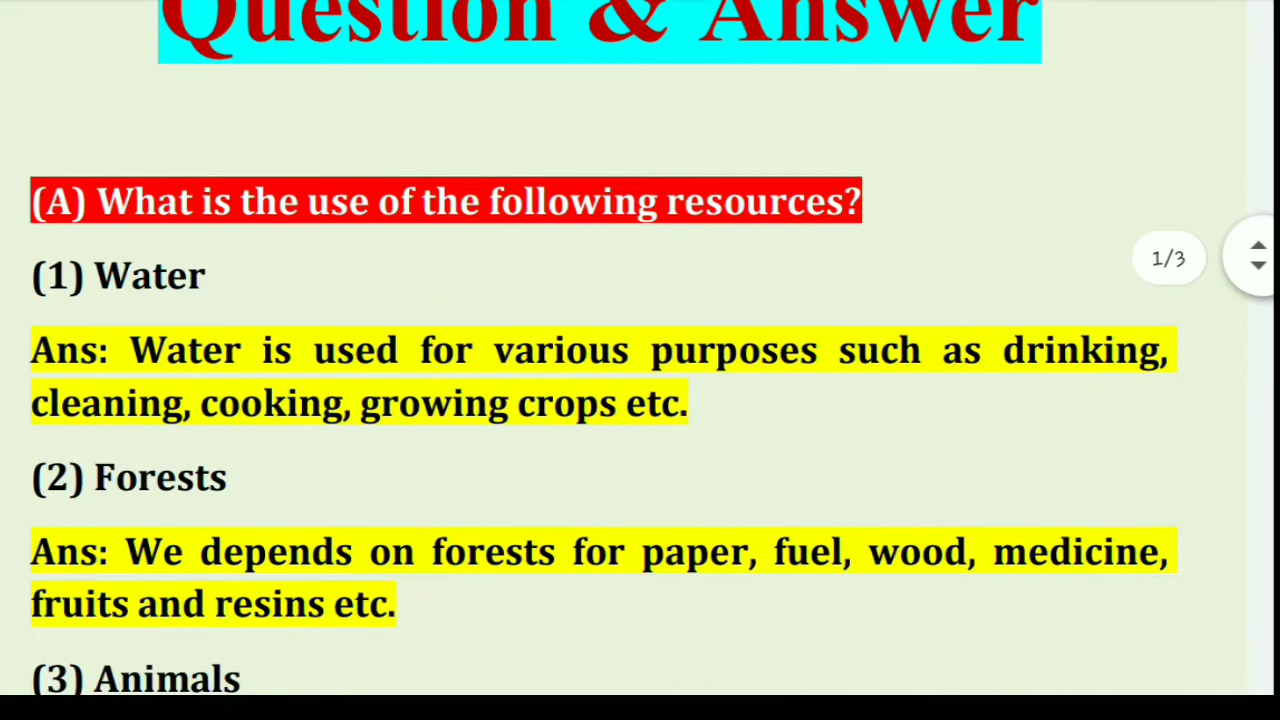 Question & Answer
(A) What is the use of the following resources?
1/3
(1) Water
Ans: Water is used for various purposes such as drinking,
cleaning, cooking, growing crops etc.
(2) Forests
Ans: We depends on forests for paper, fuel, wood, medicine,
fruits and resins etc.
(3) Animals